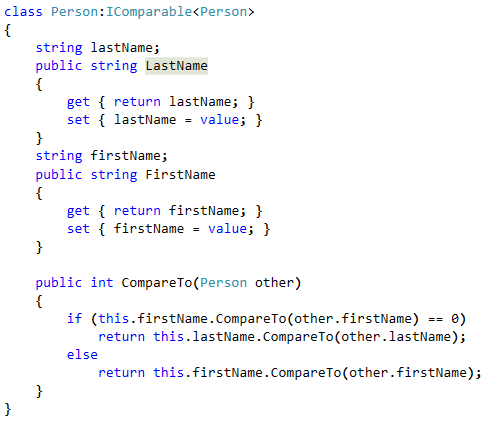 class Person:IComparable<Person>
{
    string lastName;
    public string LastName
    {
        get { return lastName; }
        set { lastName = value; }
    }
    string firstName;
    public string FirstName
    {
        get { return firstName; }
        set { firstName = value; }
    }

    public int CompareTo(Person other)
    {
        if (this.firstName.CompareTo(other.firstName) == 0)
            return this.lastName.CompareTo(other.lastName);
        else
            return this.firstName.CompareTo(other.firstName);
    }
}